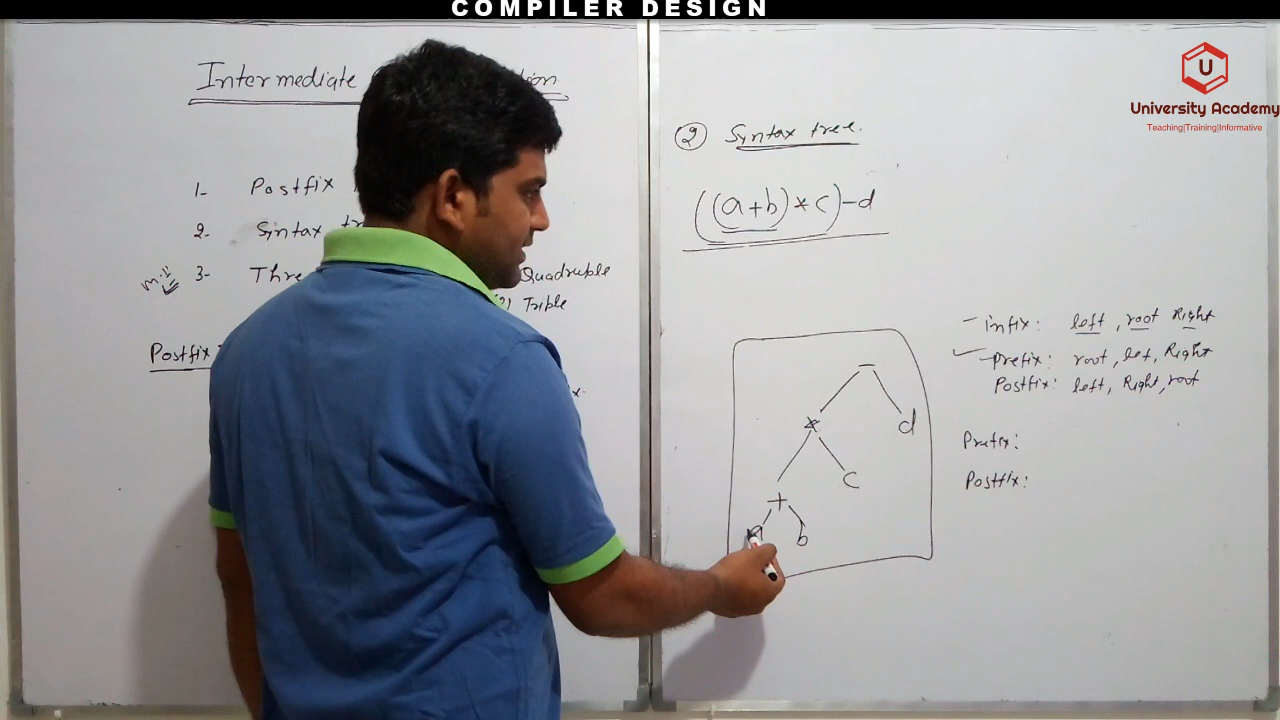 COMPILER DESIGN
University Academy
Teaching|Training|Informative
Intermediate
1- Postfix
2. Sintax
3- Thre
Quadruple
Triple
Postfix
② Syntax tree.
((a+b)*c)-d
infix: left, root Right
prefix: root, let, Right
Postfix: left, Right, root
-
* d
+ c
a b
Prefix:
Postfix: